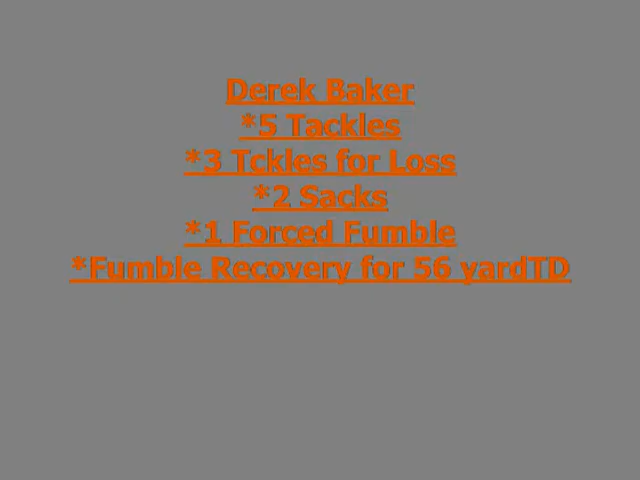 Derek Baker
*5 Tackles
*3 Tckles for Loss
*2 Sacks
*1 Forced Fumble
*Fumble Recovery for 56 yardTD